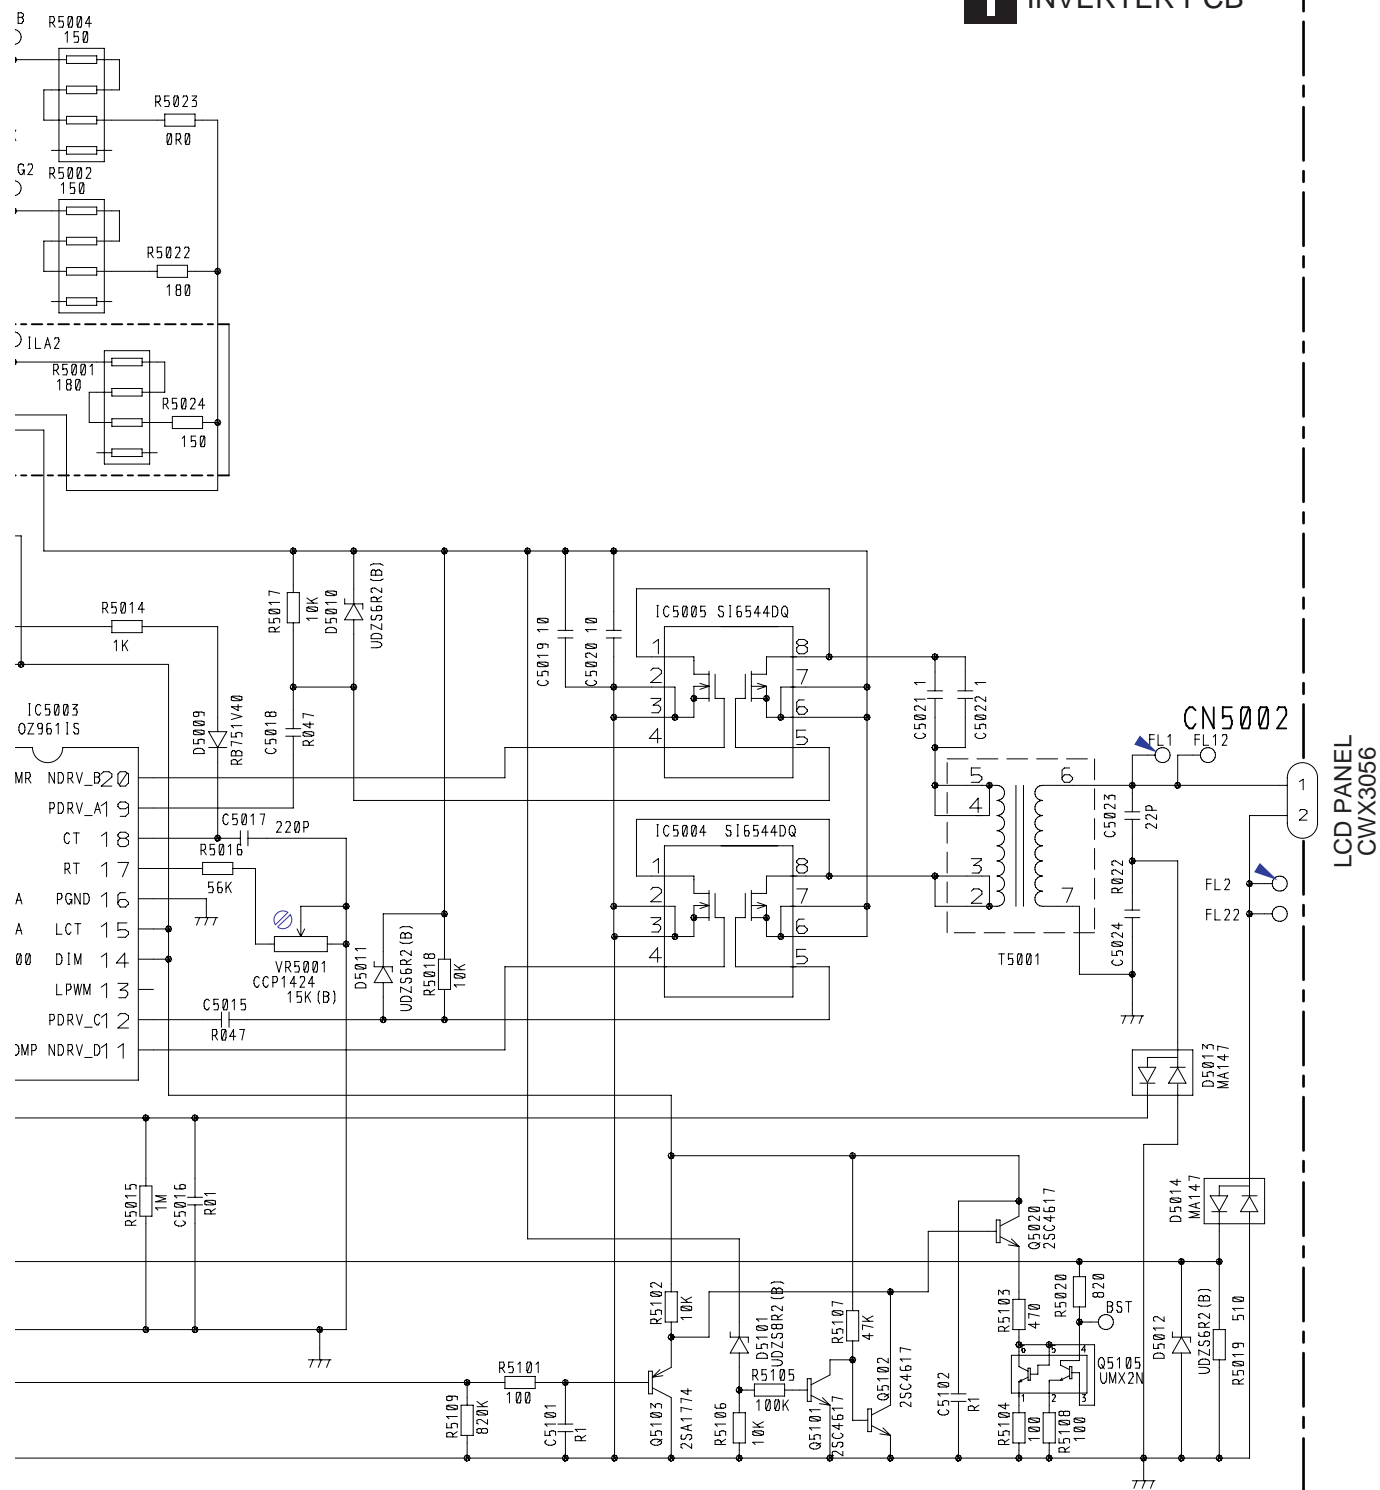 INVERTER PCB
B
R5004
150
R5023
0R0
G2
R5002
150
R5022
180
ILA2
R5001
180
R5024
150
R5014
1K
R5017
10K
D5010
UDZS6R2(B)
C5019 10
C5020 10
IC5005 SI6544DQ
1
2
3
4
8
7
6
5
C5021 1
C5022 1
IC5003
OZ961IS
D5009
RB751V40
C5018
R047
CN5002
FL1
FL12
LCD PANEL
CWX3056
MR NDRV_B 20
PDRV_A 19
CT 18
RT 17
A PGND 16
A LCT 15
00 DIM 14
LPWM 13
PDRV_C 12
OMP NDRV_D 11
C5017
220P
R5016
56K
VR5001
CCP1424
15K(B)
C5015
R047
D5011
UDZS6R2(B)
R5018
10K
IC5004 SI6544DQ
1
2
3
4
8
7
6
5
5
4
3
2
6
7
T5001
C5023
22P
R022
C5024
1
2
FL2
FL22
D5013
MA147
R5015
1M
C5016
R01
D5014
MA147
Q5020
2SC4617
R5102
10K
D5101
UDZS8R2(B)
R5107
47K
R5103
470
R5020
820
BST
D5012
UDZS6R2(B)
R5019 510
R5101
100
R5105
100K
Q5102
2SC4617
C5102
R1
6
5
4
1
2
3
Q5105
UMX2N
R5109
820K
C5101
R1
Q5103
2SA1774
R5106
10K
Q5101
2SC4617
R5104
100
R5108
100